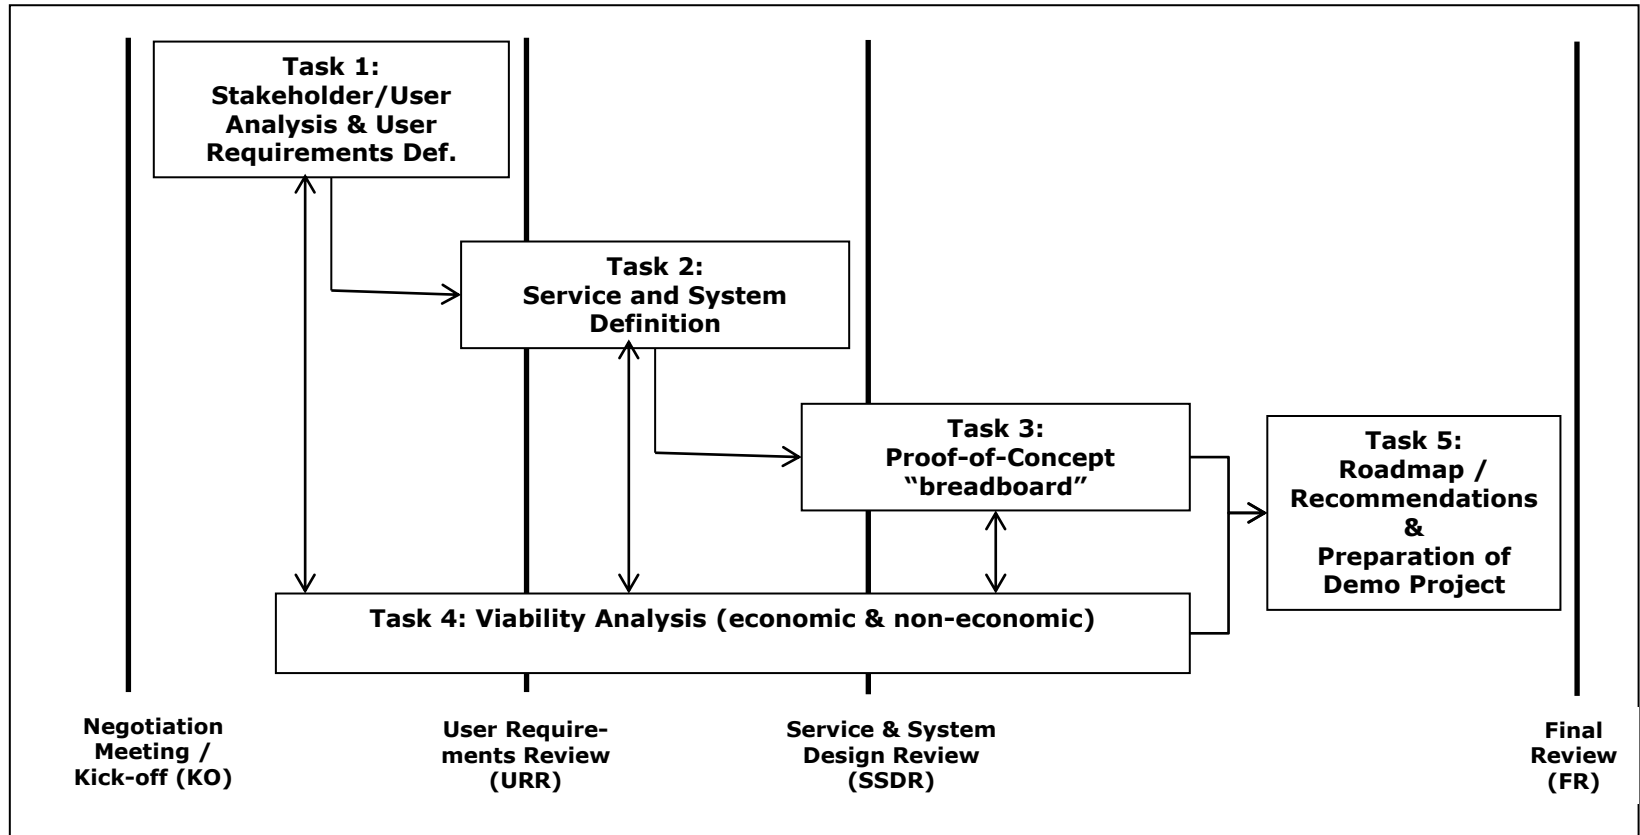 Task 1:
Stakeholder/User
Analysis & User
Requirements Def.
Task 2:
Service and System
Definition
Task 3:
Proof-of-Concept
“breadboard”
Task 5:
Roadmap /
Recommendations
&
Preparation of
Demo Project
Task 4: Viability Analysis (economic & non-economic)
Negotiation
Meeting /
Kick-off (KO)
User Require-
ments Review
(URR)
Service & System
Design Review
(SSDR)
Final
Review
(FR)